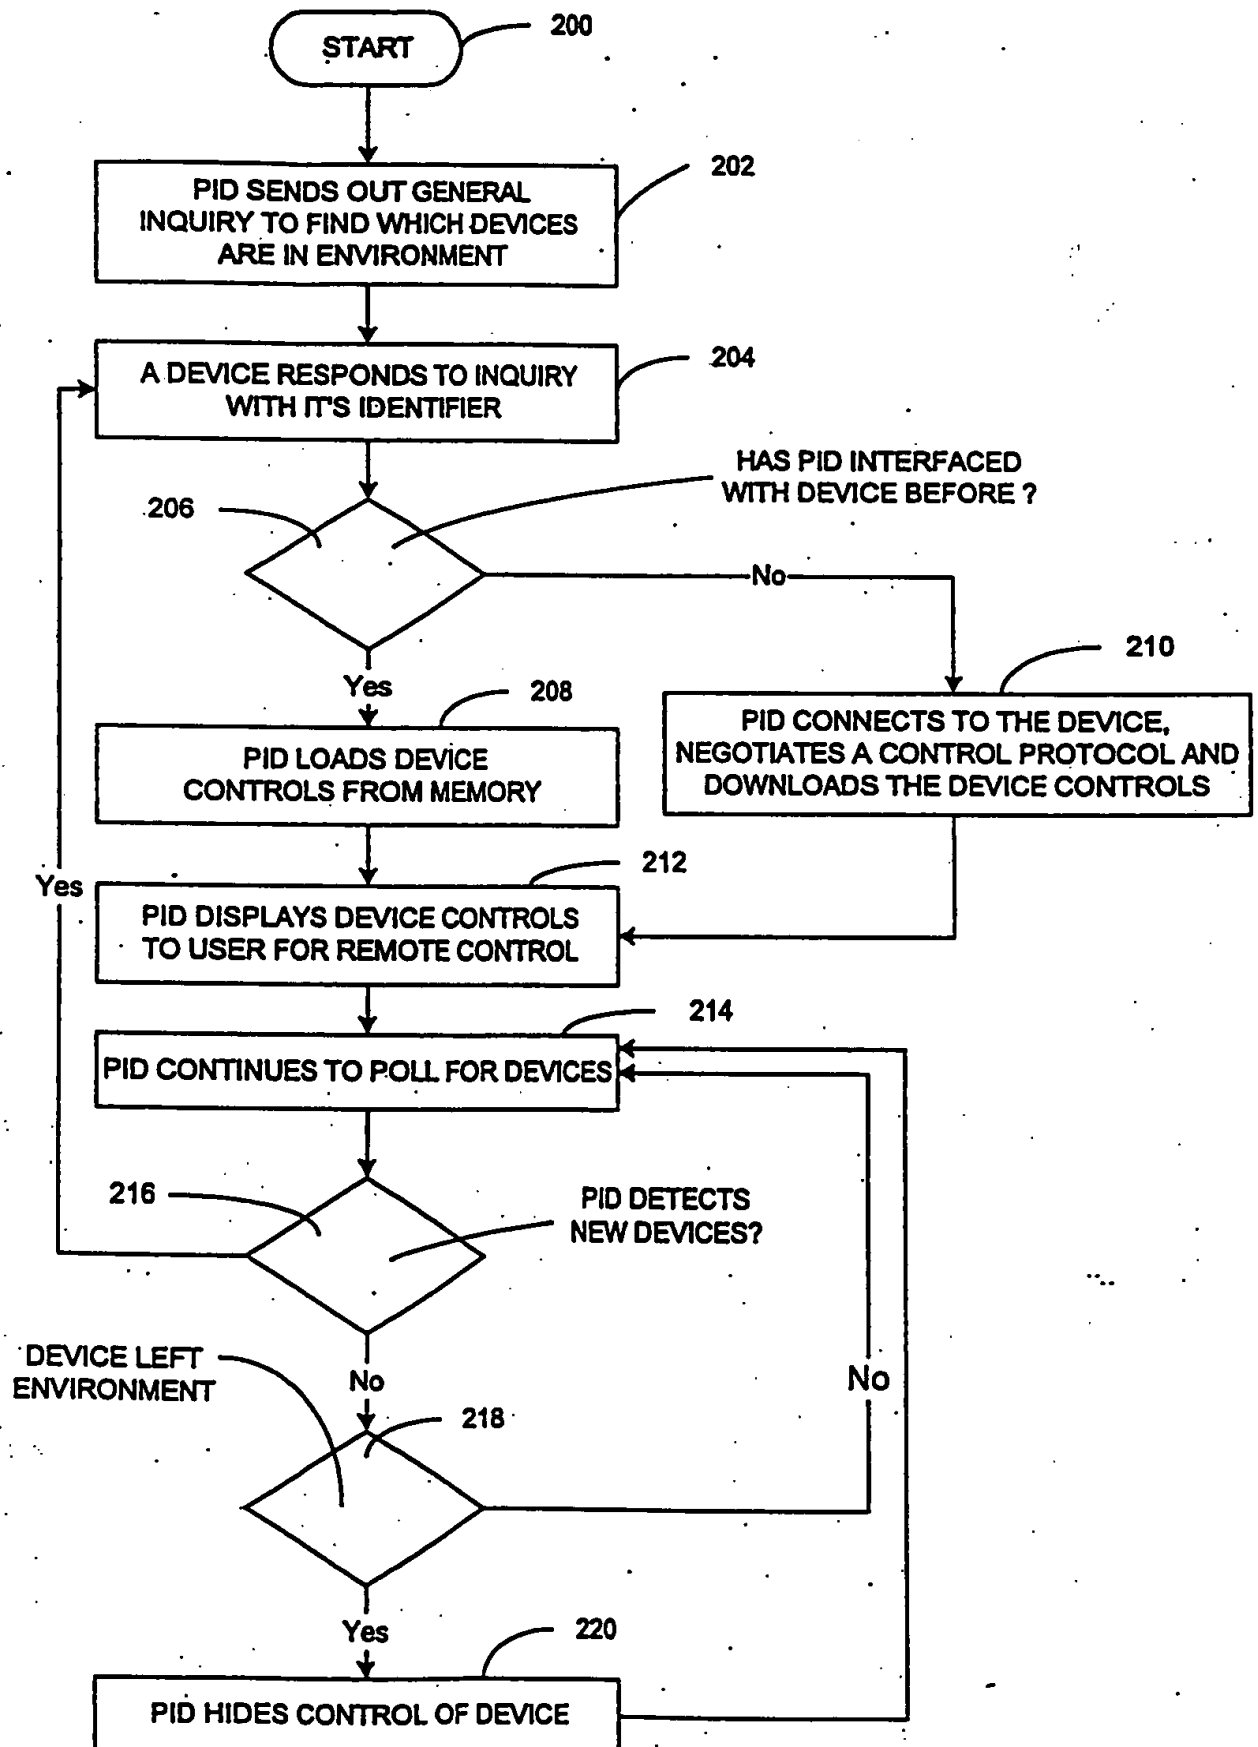 START
200
PID SENDS OUT GENERAL
INQUIRY TO FIND WHICH DEVICES
ARE IN ENVIRONMENT
202
A DEVICE RESPONDS TO INQUIRY
WITH IT'S IDENTIFIER
204
HAS PID INTERFACED
WITH DEVICE BEFORE ?
206
No
Yes
208
210
PID LOADS DEVICE
CONTROLS FROM MEMORY
PID CONNECTS TO THE DEVICE,
NEGOTIATES A CONTROL PROTOCOL AND
DOWNLOADS THE DEVICE CONTROLS
212
Yes
PID DISPLAYS DEVICE CONTROLS
TO USER FOR REMOTE CONTROL
214
PID CONTINUES TO POLL FOR DEVICES
216
PID DETECTS
NEW DEVICES?
DEVICE LEFT
ENVIRONMENT
No
No
218
Yes
220
PID HIDES CONTROL OF DEVICE